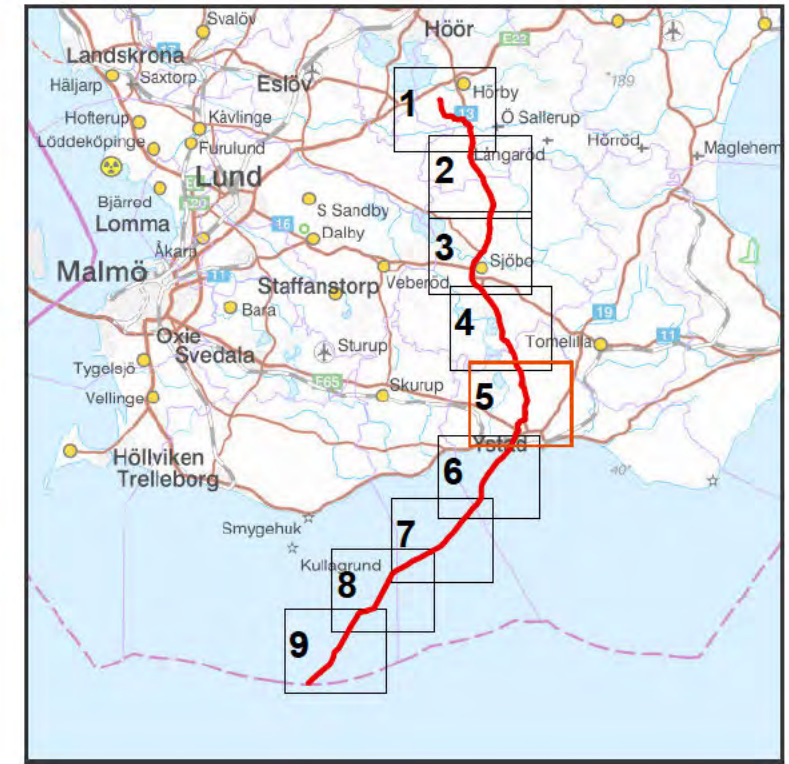 Svalöv
Höör
E22
Landskrona
17
Häljarp
Saxtorp
Eslöv
*189
1
Hörby
13
Hofterup
Kävlinge
Ö Sallerup
Löddeköpinge
Furulund
Hörröd
Maglehem
Långaröd
2
Lund
Bjärred
S Sandby
Lomma
16
Dalby
Åkarp
3
Sjöbo
Malmö
11
Staffanstorp
Veberöd
Bara
4
19
Oxie
Tomelilla
11
Svedala
Sturup
Tygelsjö
E65
Skurup
5
Vellinge
Ystad
Höllviken
Trelleborg
6
40*
Smygehuk
7
Kullagrund
8
9